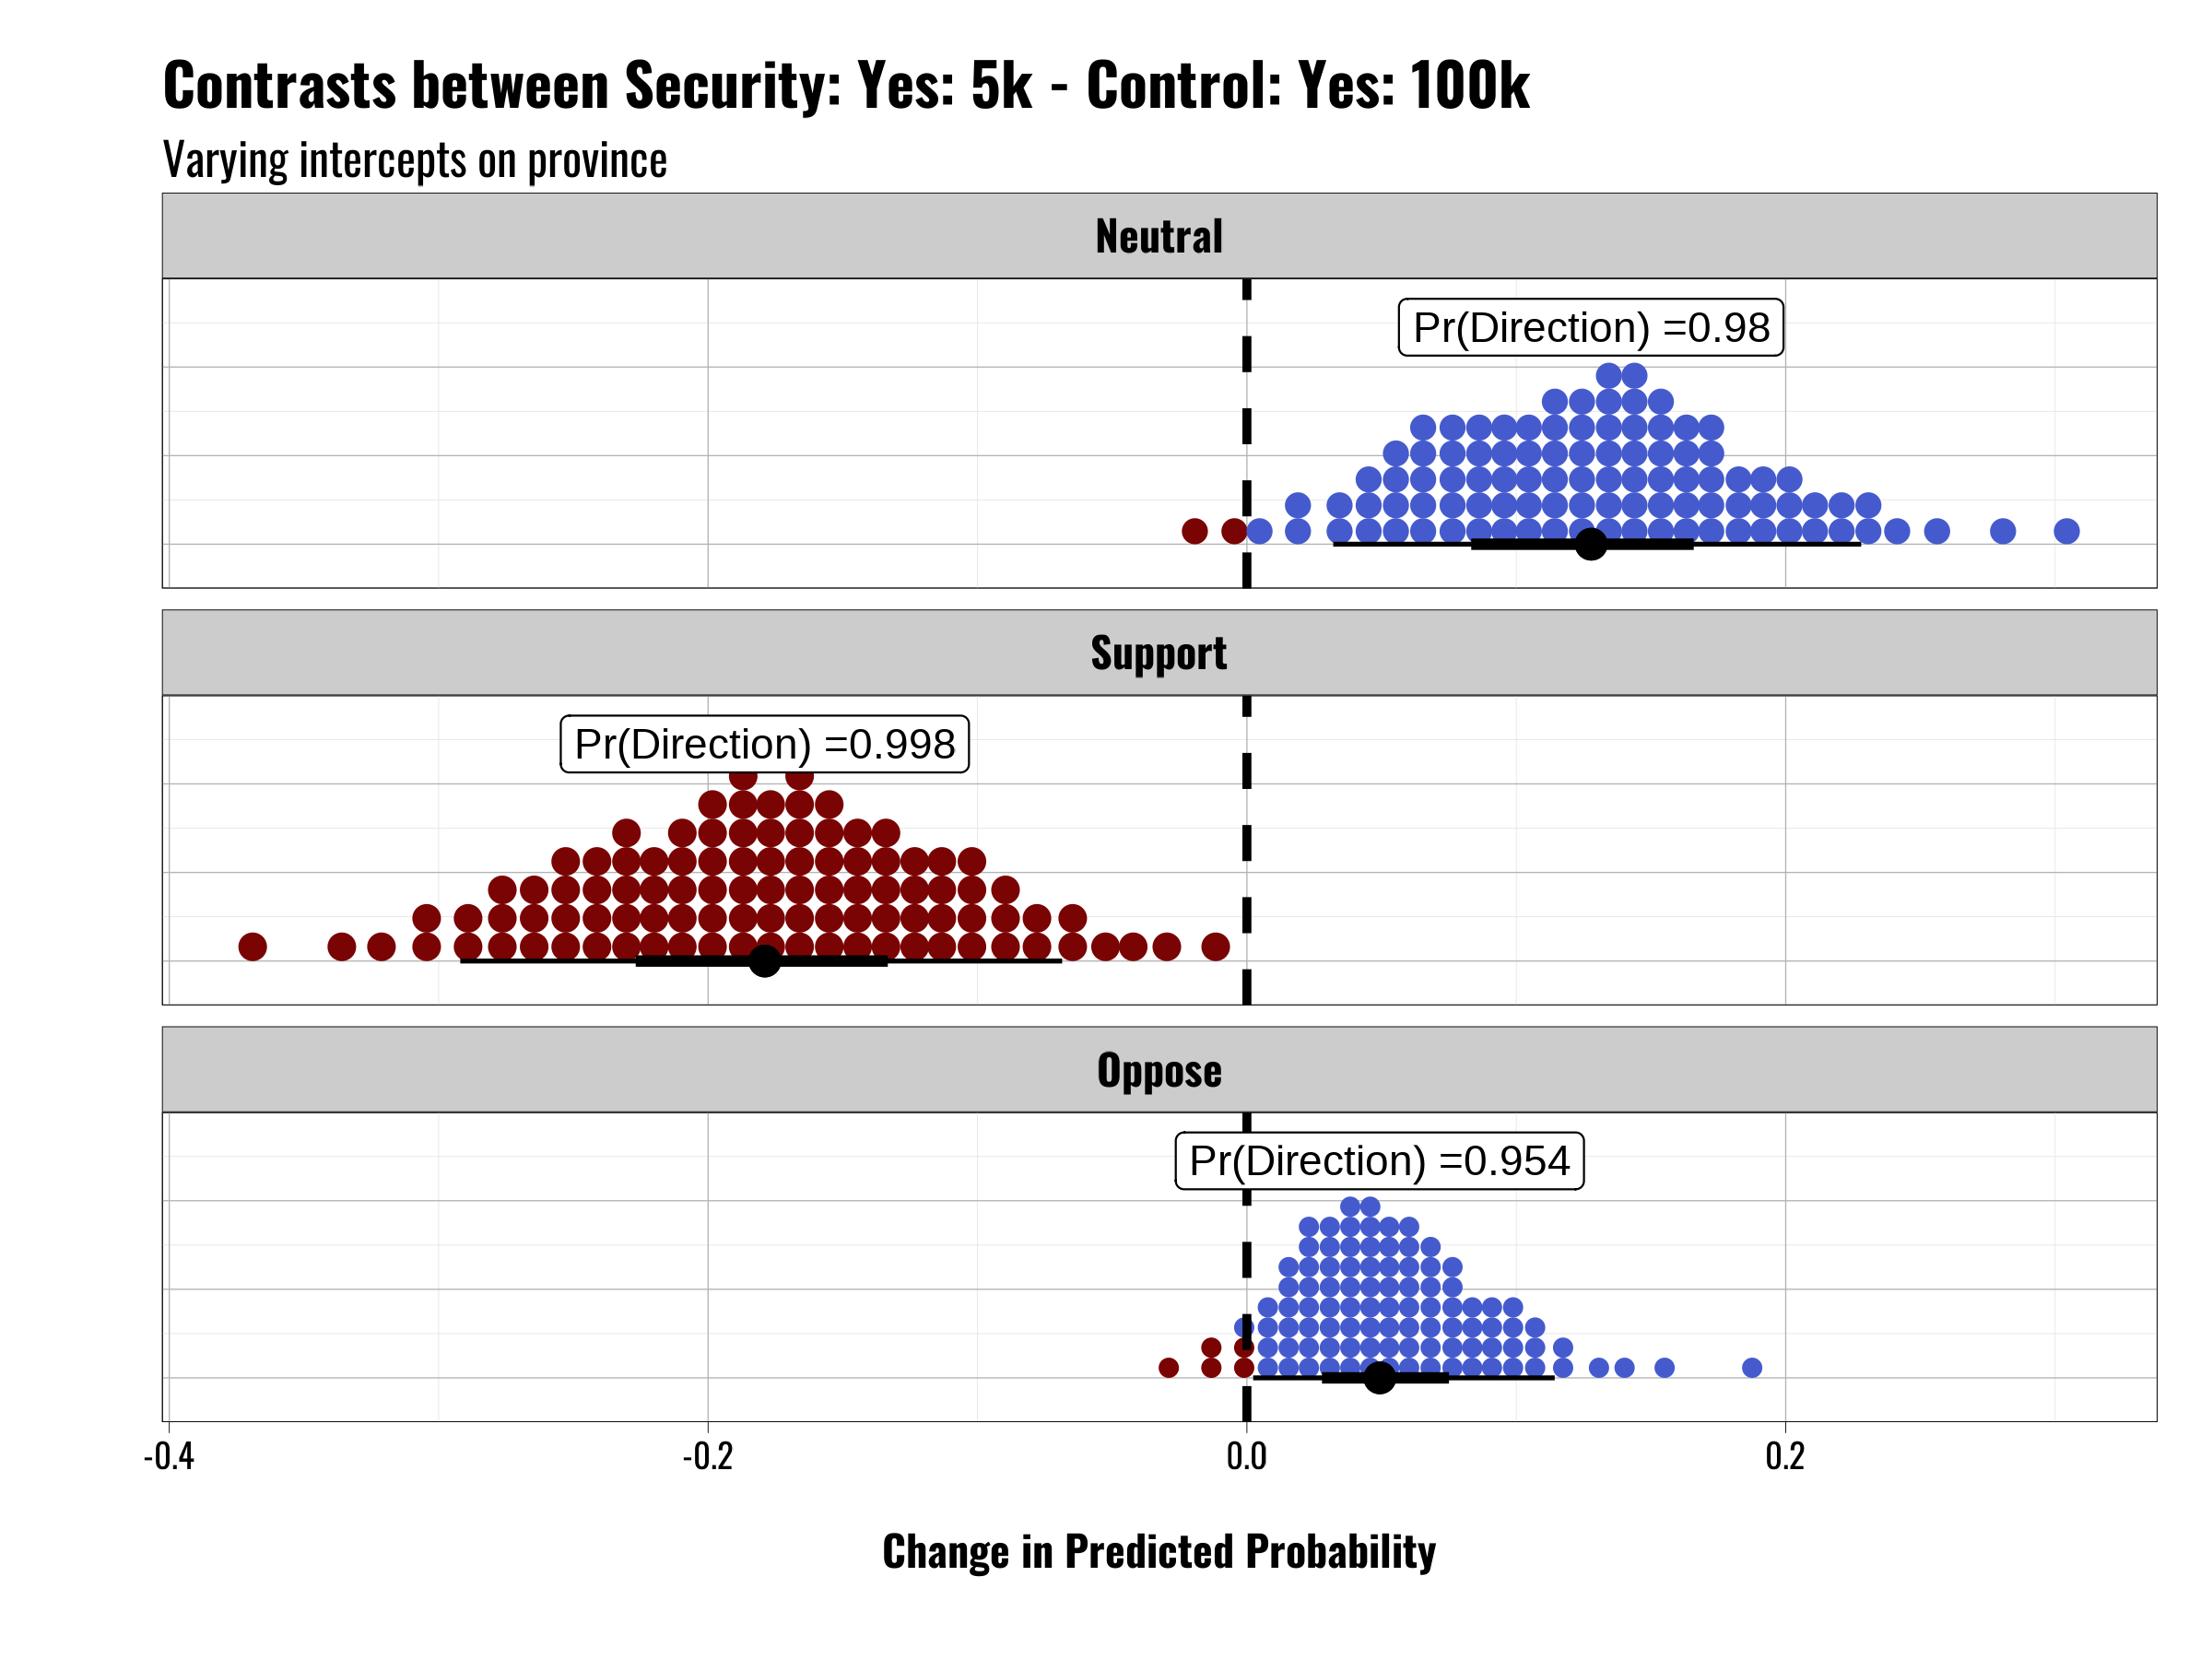 Contrasts between Security: Yes: 5k - Control: Yes: 100k
Varying intercepts on province
Neutral
Pr(Direction) =0.98
Support
Pr(Direction) =0.998
Oppose
Pr(Direction) =0.954
-0.4 -0.2 0.0 0.2
Change in Predicted Probability